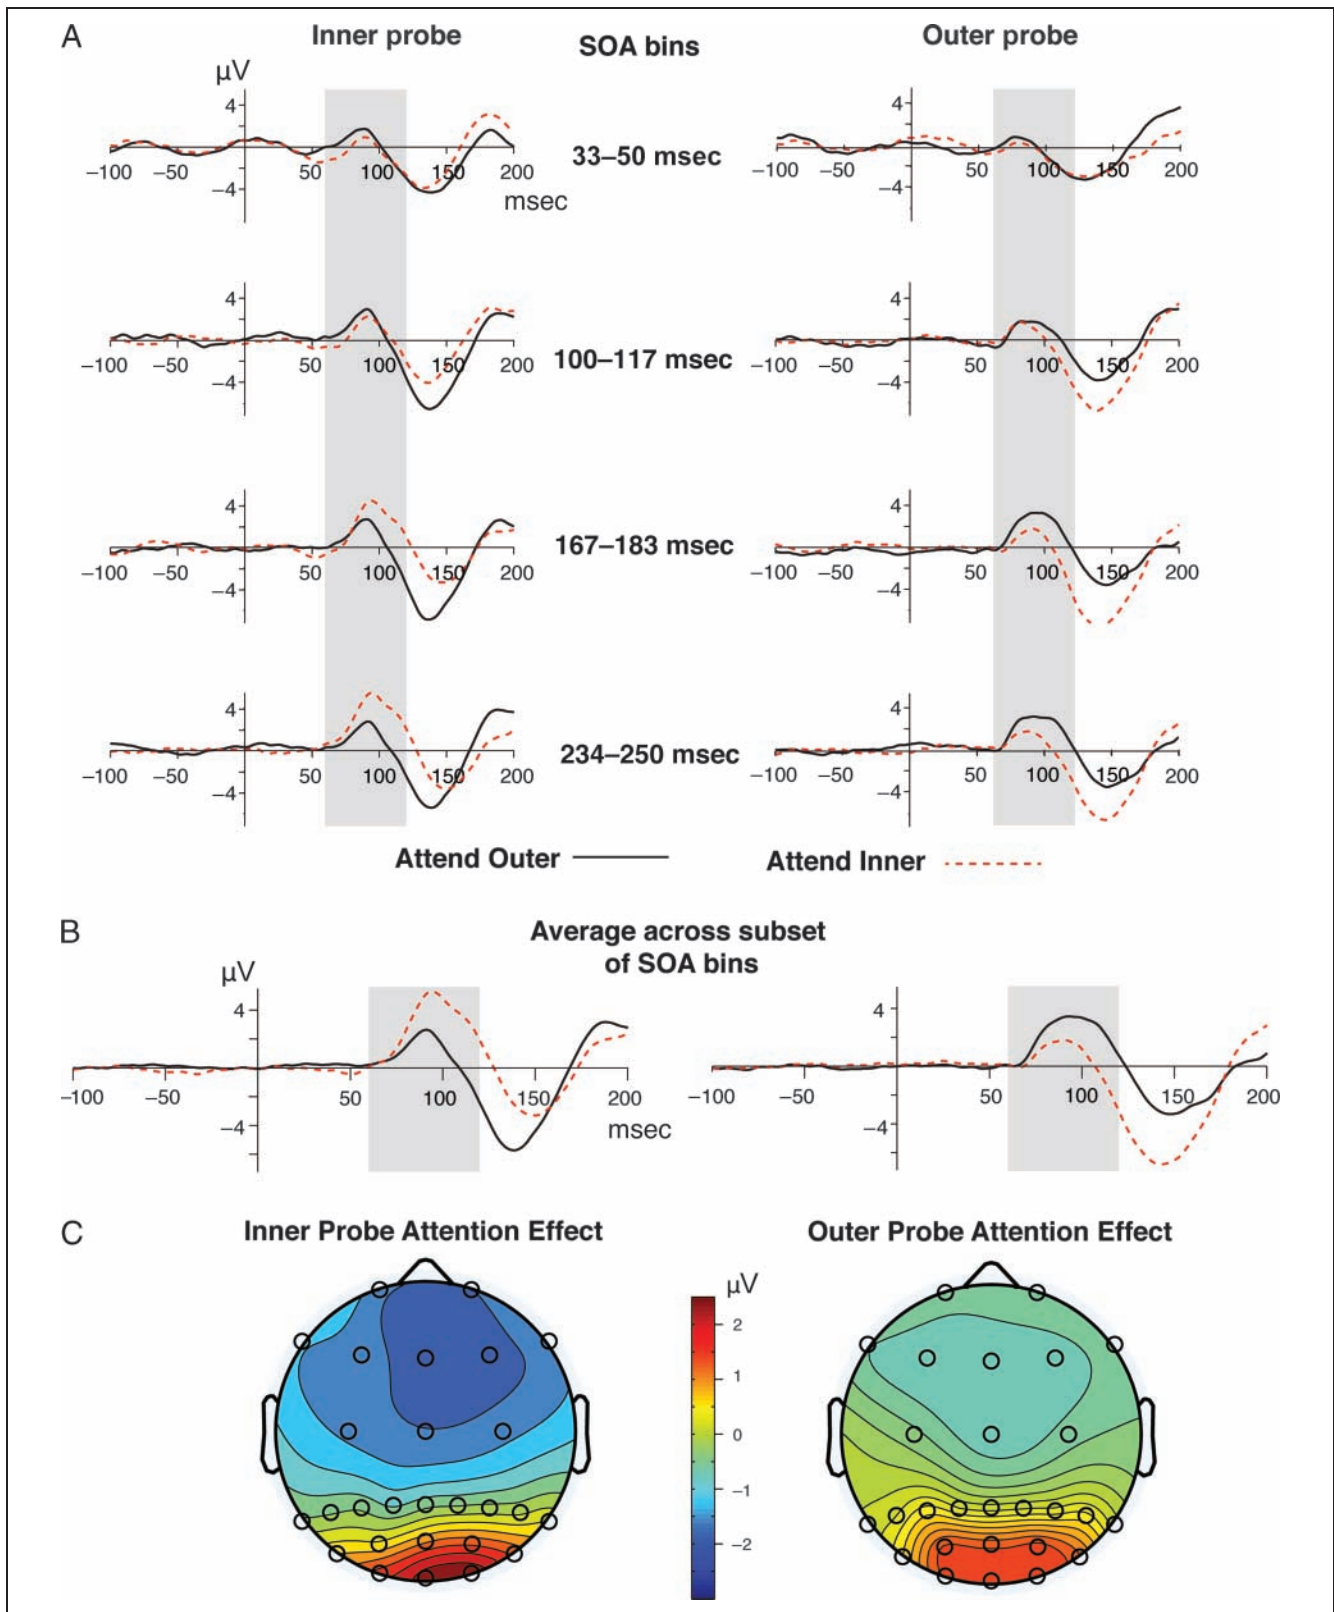 A
Inner probe
SOA bins
Outer probe
µV
4
−4
−100 −50 50 100 150 200
msec
33–50 msec
4
−4
−100 −50 50 100 150 200
4
−4
−100 −50 50 100 150 200
100–117 msec
4
−4
−100 −50 50 100 150 200
4
−4
−100 −50 50 100 150 200
167–183 msec
4
−4
−100 −50 50 100 150 200
4
−4
−100 −50 50 100 150 200
234–250 msec
4
−4
−100 −50 50 100 150 200
Attend Outer
Attend Inner
B
Average across subset
of SOA bins
µV
4
−4
−100 −50 50 100 150 200
msec
4
−4
−100 −50 50 100 150 200
C
Inner Probe Attention Effect
Outer Probe Attention Effect
µV
2
1
0
−1
−2